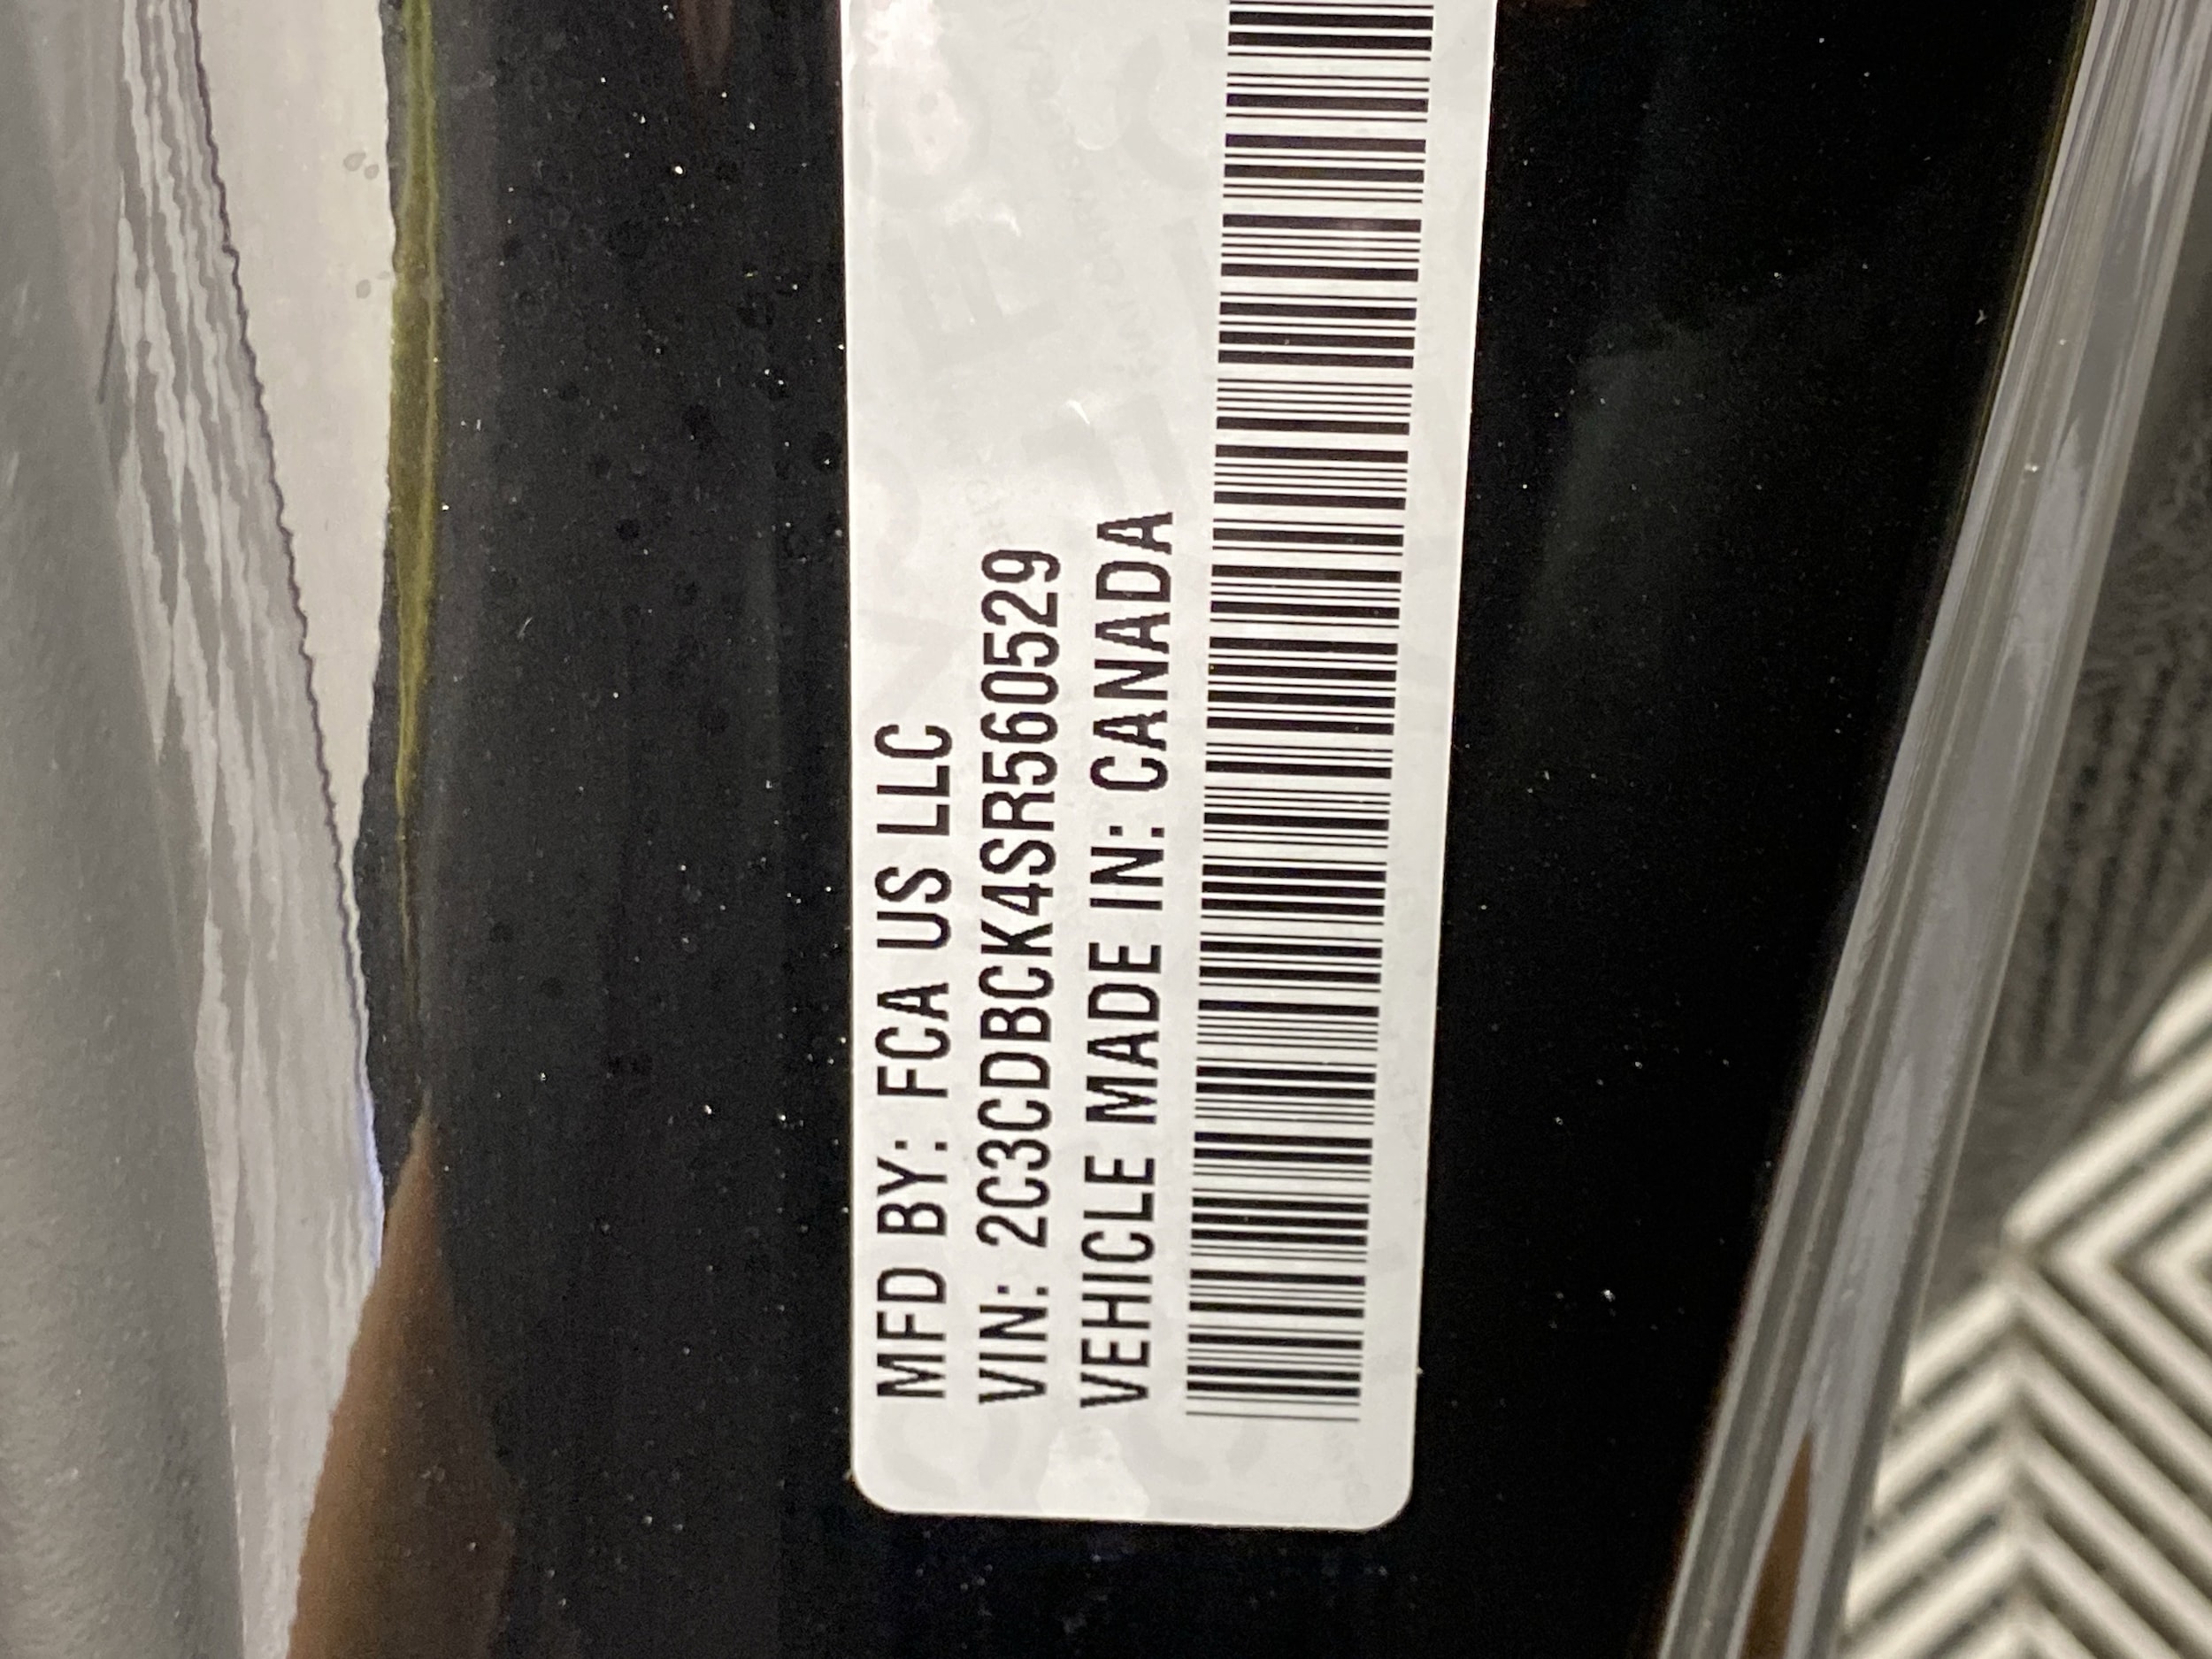 MFD BY: FCA US LLC
VIN: 2C3CDBCK4SR560529
VEHICLE MADE IN: CANADA